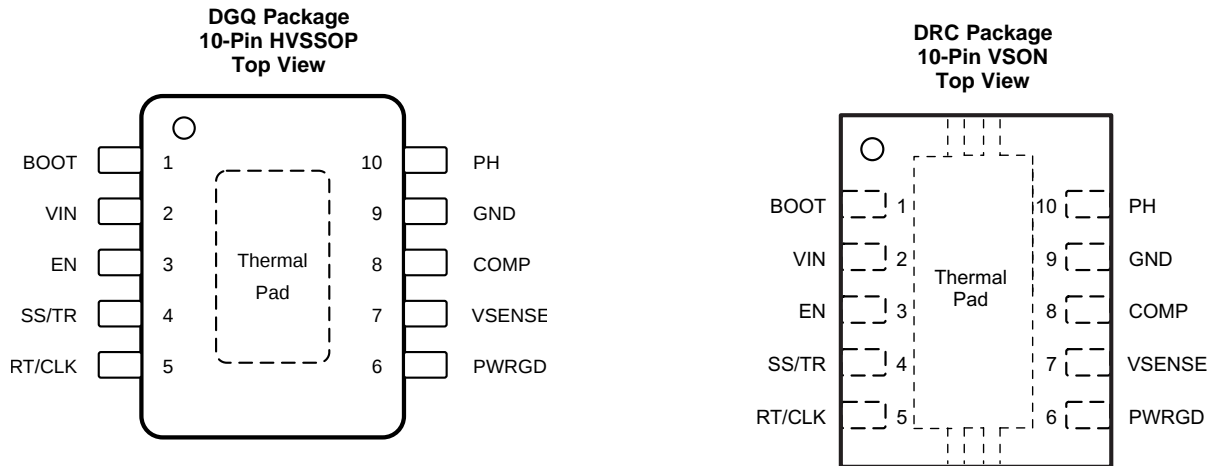 DGQ Package
10-Pin HVSSOP
Top View
BOOT 1 10 PH
VIN 2 9 GND
EN 3 8 COMP
SS/TR 4 7 VSENSE
RT/CLK 5 6 PWRGD
Thermal
Pad
DRC Package
10-Pin VSON
Top View
BOOT 1 10 PH
VIN 2 9 GND
EN 3 8 COMP
SS/TR 4 7 VSENSE
RT/CLK 5 6 PWRGD
Thermal
Pad